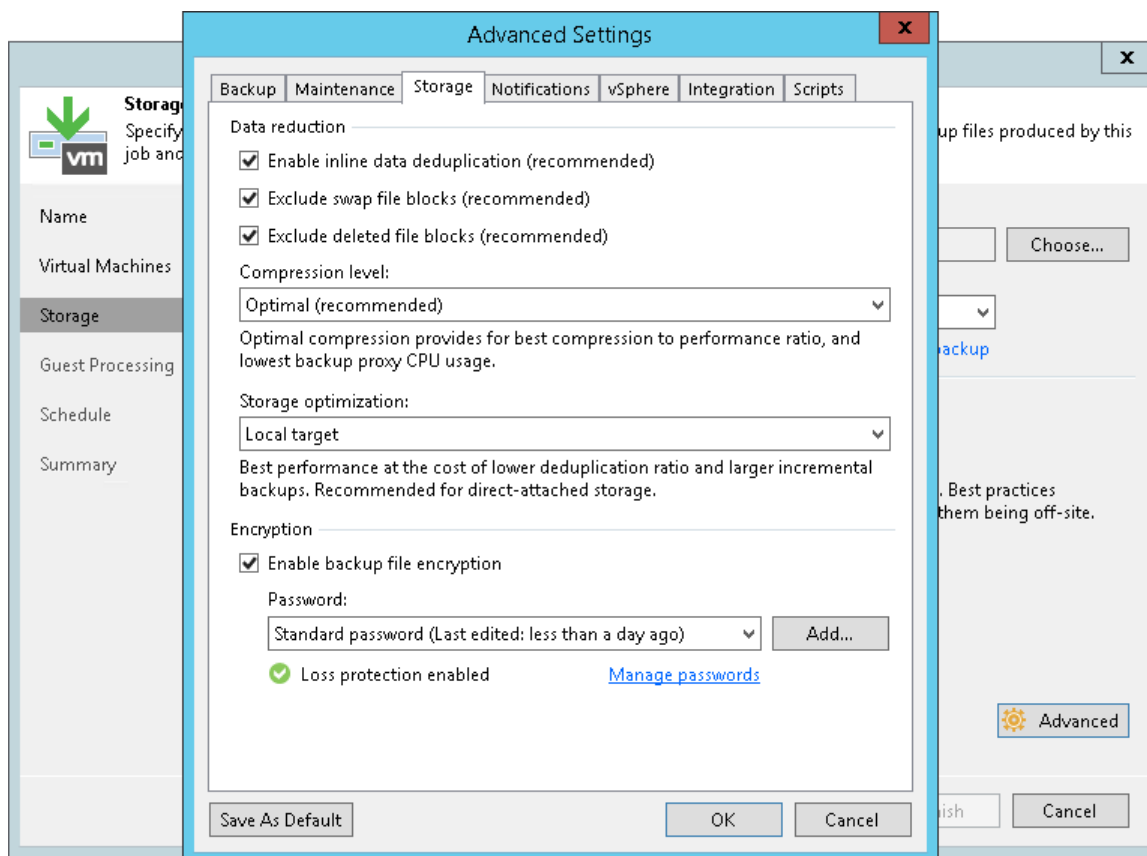 Advanced Settings
x
x
Storag
Specify
job and
up files produced by this
vm
Name
Virtual Machines
Storage
Guest Processing
Schedule
Summary
Backup
Maintenance
Storage
Notifications
vSphere
Integration
Scripts
Data reduction
Enable inline data deduplication (recommended)
Exclude swap file blocks (recommended)
Exclude deleted file blocks (recommended)
Compression level:
Optimal (recommended)
Optimal compression provides for best compression to performance ratio, and
lowest backup proxy CPU usage.
Storage optimization:
Local target
Best performance at the cost of lower deduplication ratio and larger incremental
backups. Recommended for direct-attached storage.
Encryption
Enable backup file encryption
Password:
Standard password (Last edited: less than a day ago)
Add...
Loss protection enabled
Manage passwords
Save As Default
OK
Cancel
Choose...
ackup
. Best practices
them being off-site.
Advanced
ish
Cancel